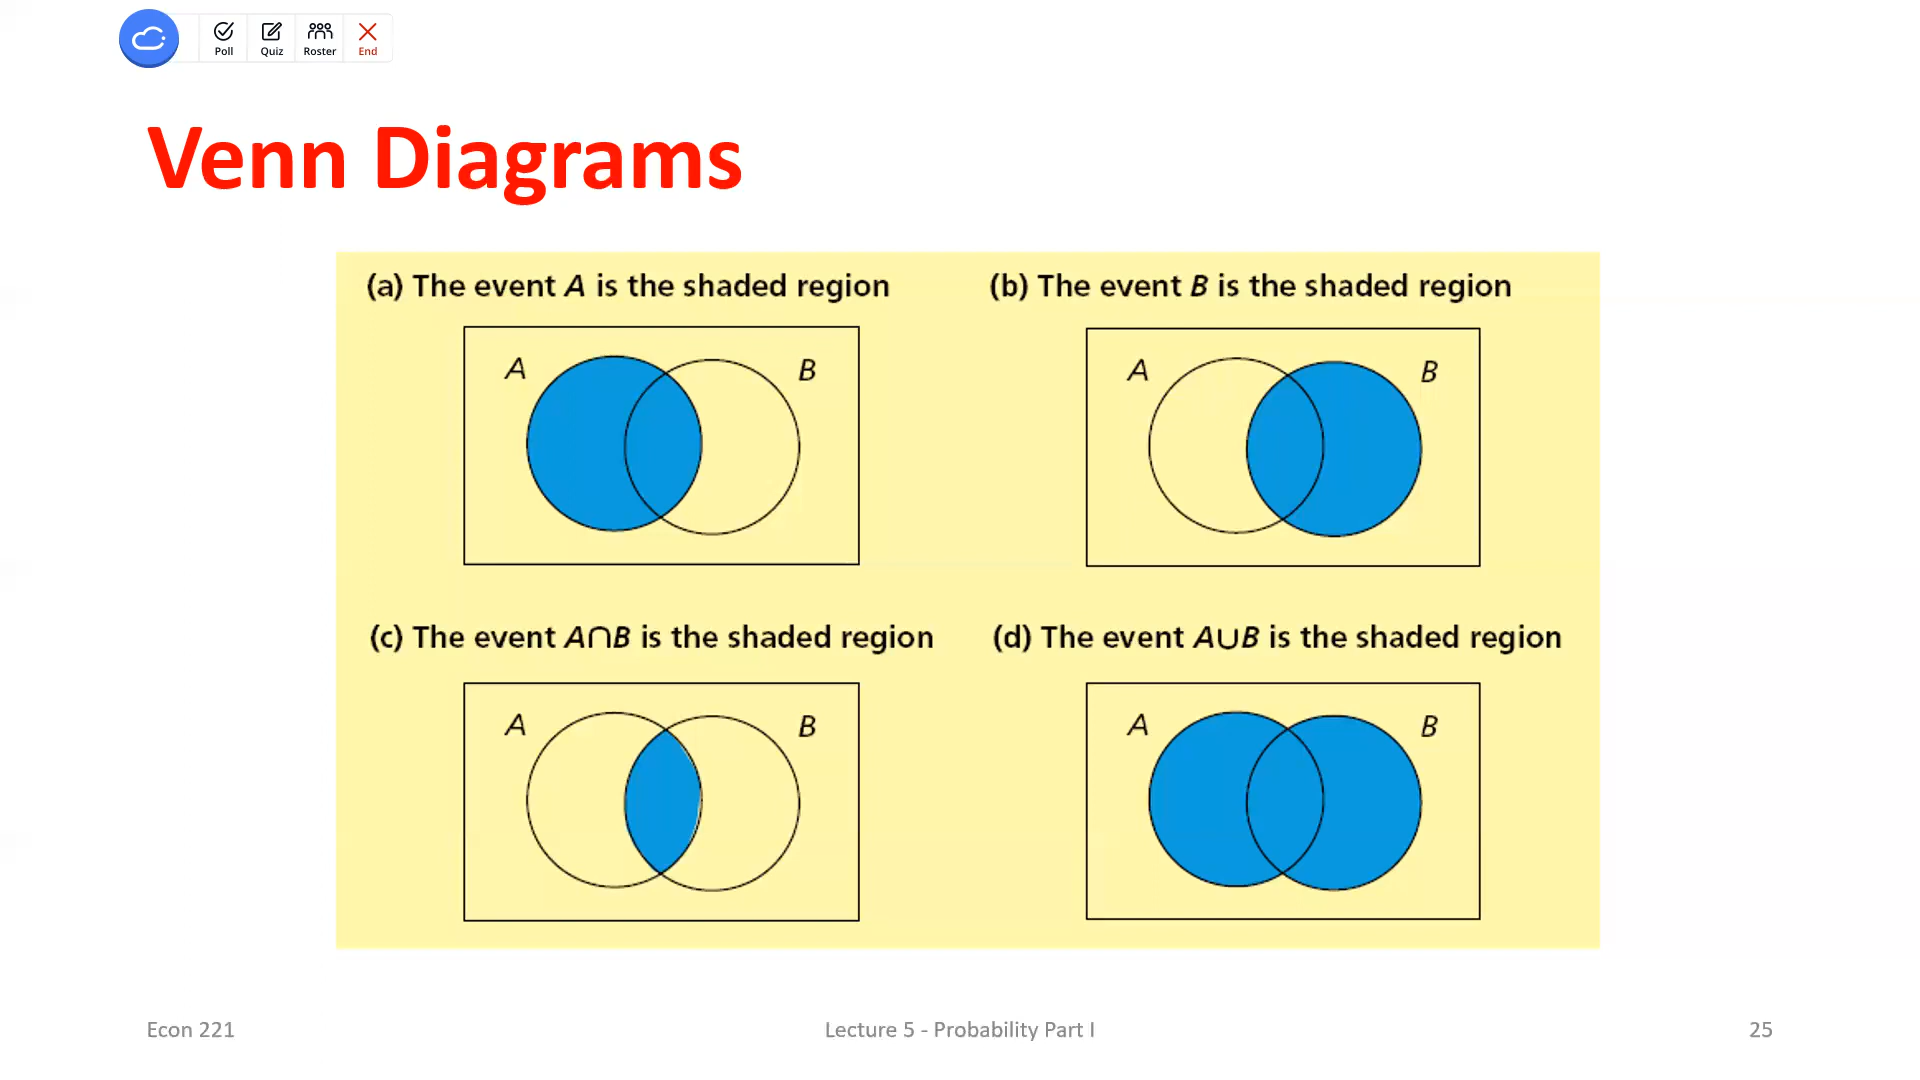 Poll Quiz Roster End
Venn Diagrams
(a) The event A is the shaded region
(b) The event B is the shaded region
A B
A B
(c) The event A∩B is the shaded region
(d) The event A∪B is the shaded region
A B
A B
Econ 221
Lecture 5 - Probability Part I
25